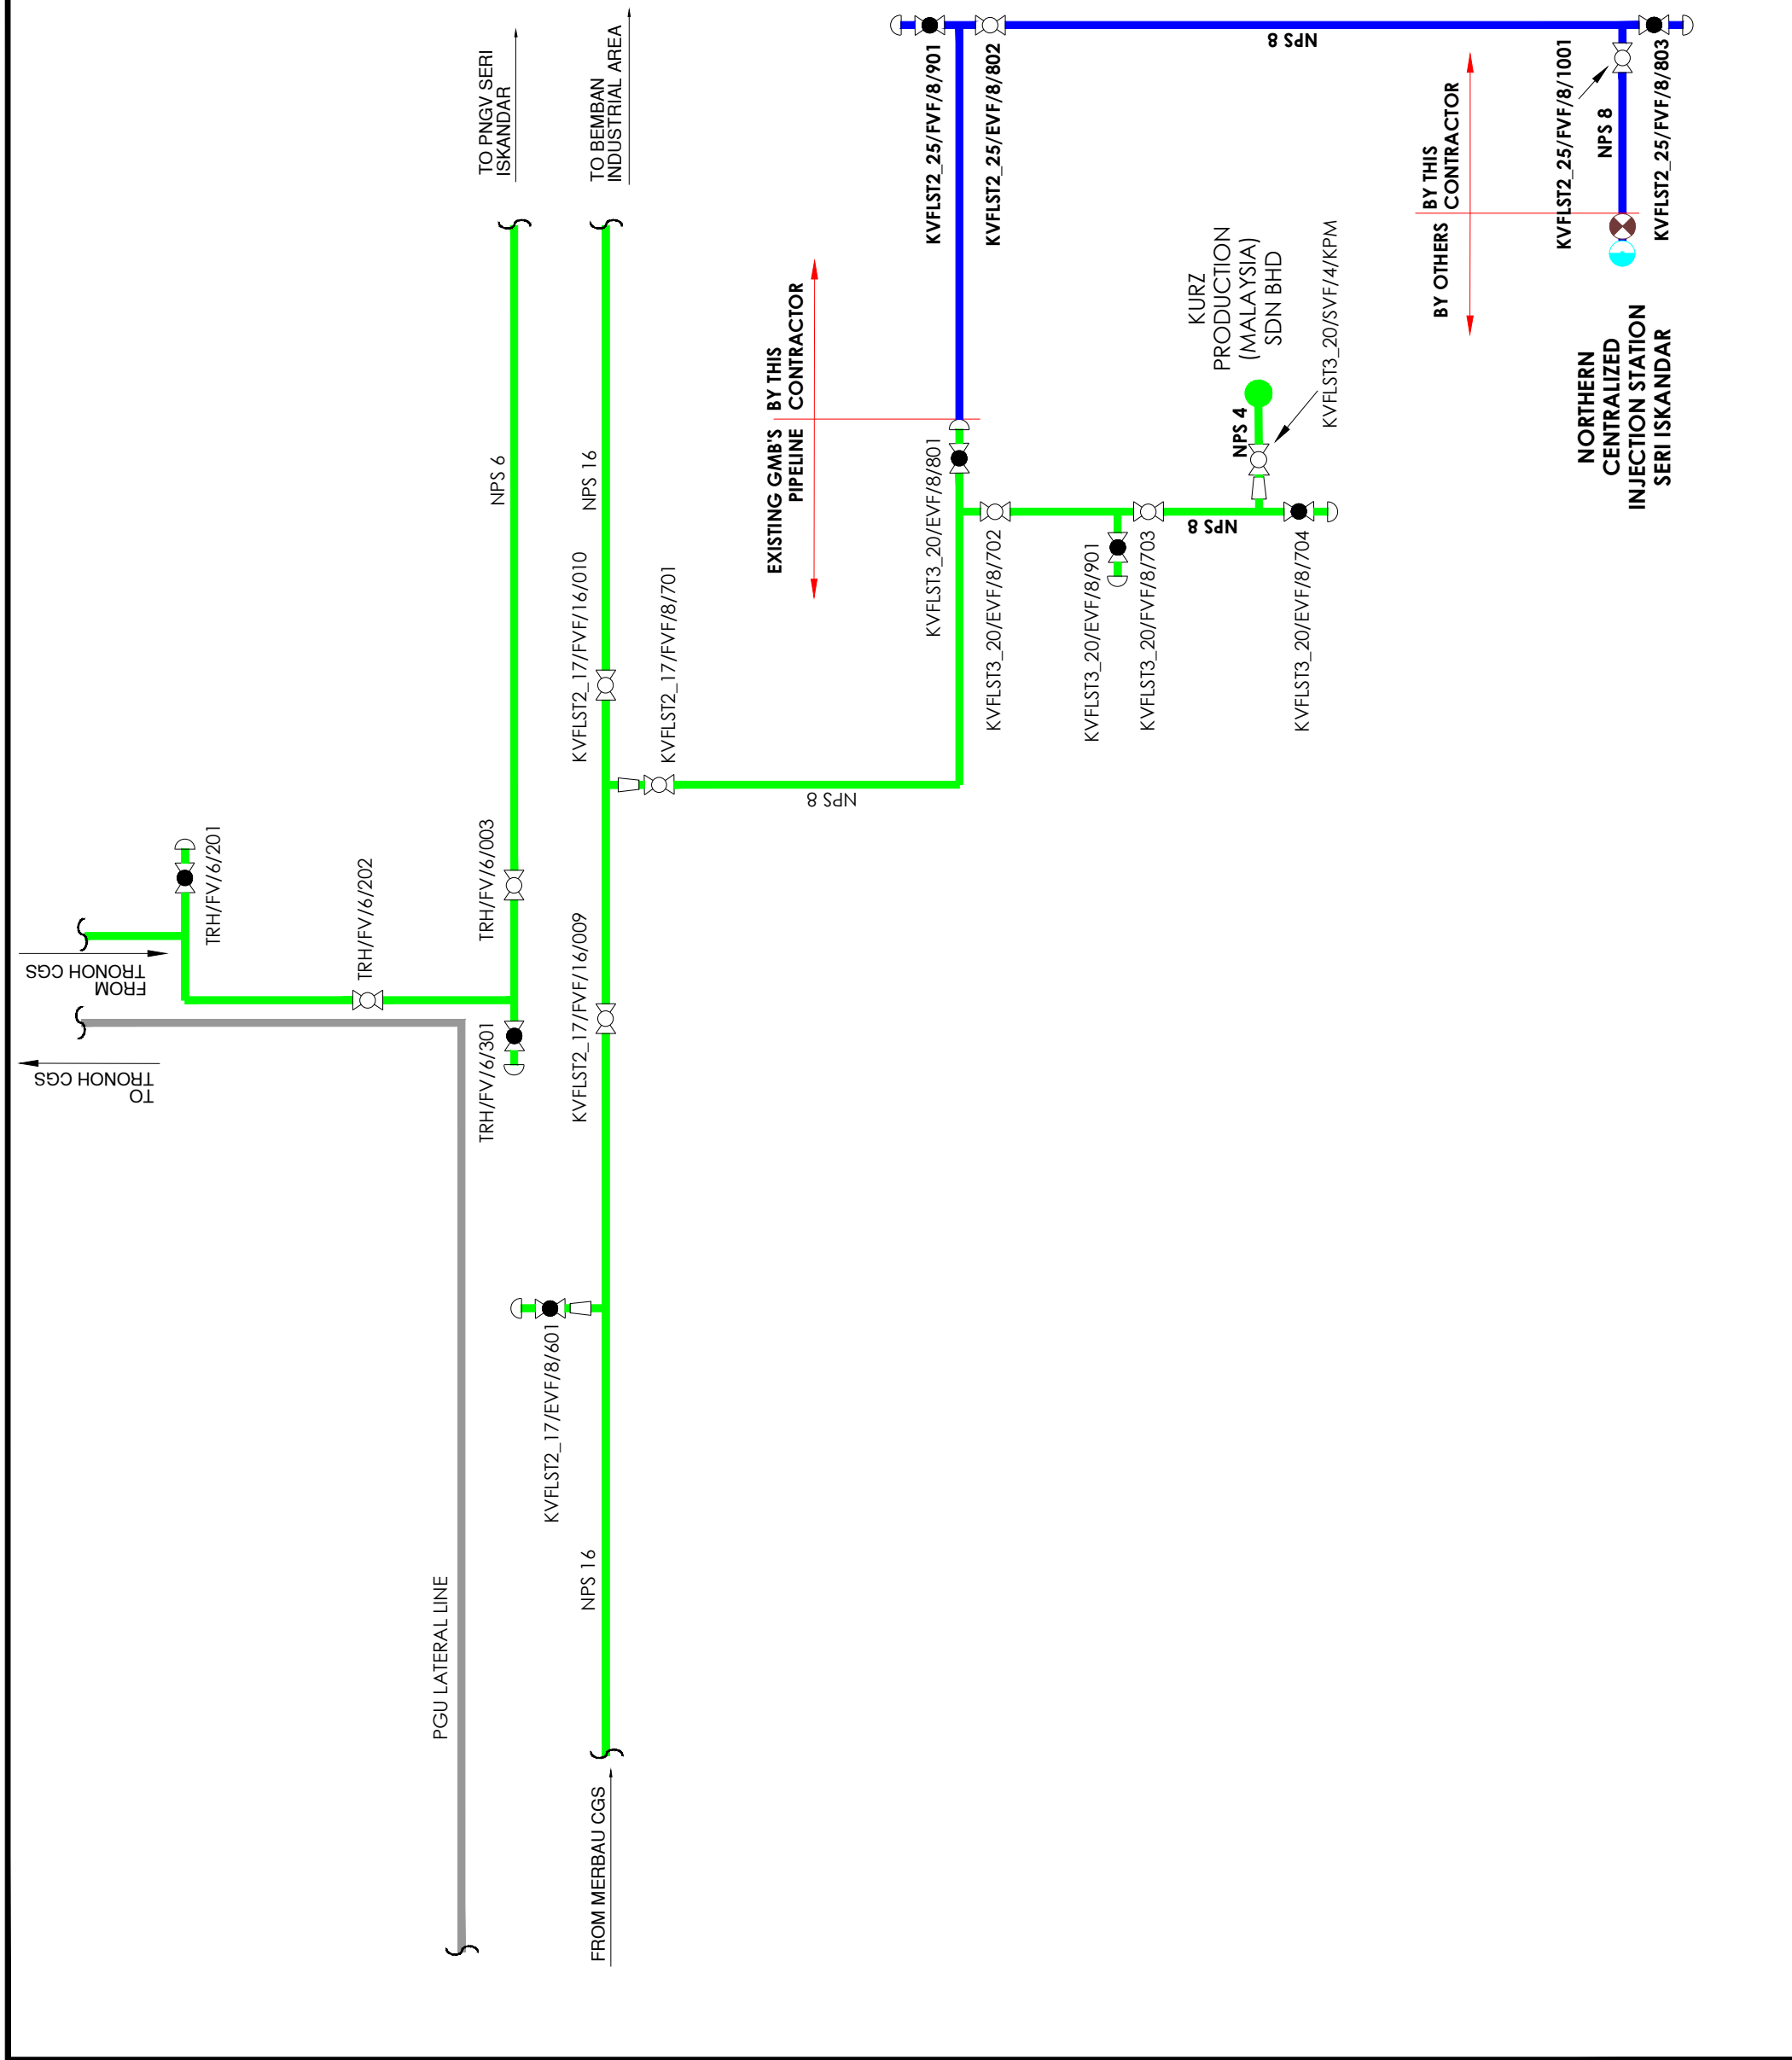 TO PNGV SERI
ISKANDAR
TO BEMBAN
INDUSTRIAL AREA
NPS 6
NPS 16
FROM
TRONOH CGS
TO
TRONOH CGS
TRH/FV/6/201
TRH/FV/6/202
TRH/FV/6/003
TRH/FV/6/301
KVFLST2_17/FVF/16/010
KVFLST2_17/FVF/8/701
KVFLST2_17/FVF/16/009
KVFLST2_17/EVF/8/601
NPS 16
PGU LATERAL LINE
FROM MERBAU CGS
NPS 8
EXISTING GMB'S
PIPELINE
BY THIS
CONTRACTOR
KVFLST3_20/EVF/8/801
KVFLST3_20/EVF/8/702
KVFLST3_20/EVF/8/901
KVFLST3_20/FVF/8/703
NPS 8
KVFLST3_20/EVF/8/704
NPS 4
KURZ
PRODUCTION
(MALAYSIA)
SDN BHD
KVFLST3_20/SVF/4/KPM
KVFLST2_25/FVF/8/901
KVFLST2_25/EVF/8/802
NPS 8
BY OTHERS
BY THIS
CONTRACTOR
KVFLST2_25/FVF/8/1001
NPS 8
KVFLST2_25/FVF/8/803
NORTHERN
CENTRALIZED
INJECTION STATION
SERI ISKANDAR